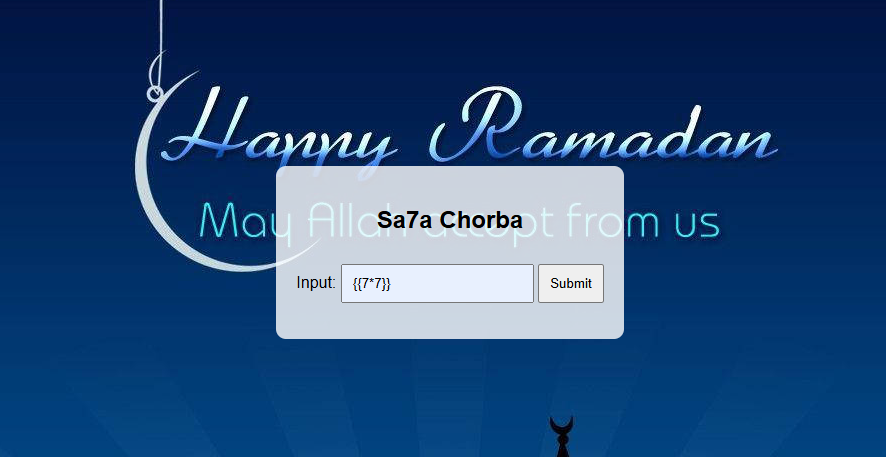 Happy Ramadan
May Allah accept from us
Sa7a Chorba
Input: {{7*7}} Submit